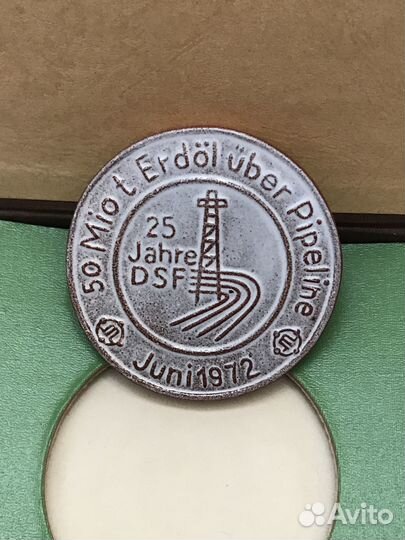 50 Mio t Erdöl über Pipeline
25
Jahre
DSF
Juni 1972
Avito